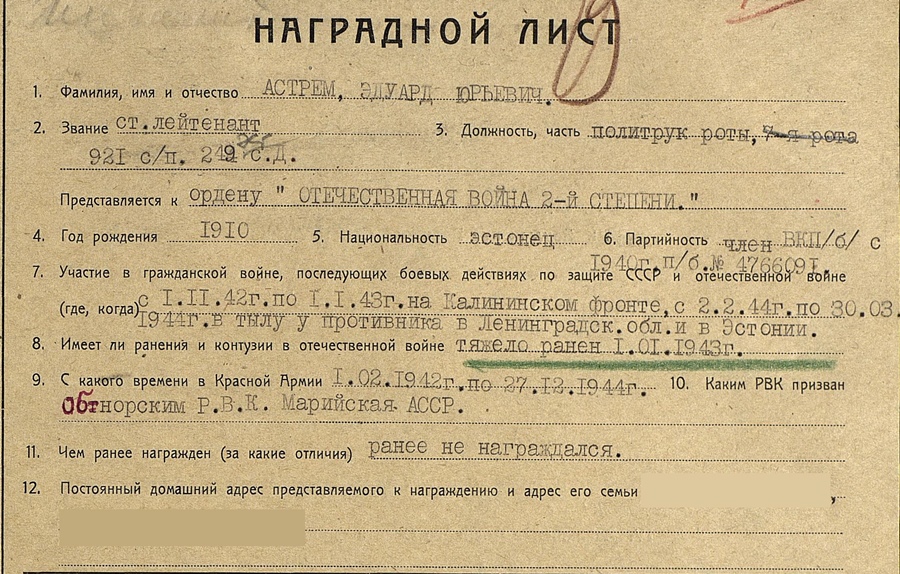 НАГРАДНОЙ ЛИСТ
1. Фамилия, имя и отчество АСТРЕМ, ЭДУАРД ЮРЬЕВИЧ.
2. Звание ст.лейтенант 3. Должность, часть политрук роты, 7-я рота
921 с/п. 249 с.Д.
Представляется к ордену " ОТЕЧЕСТВЕННАЯ ВОЙНА 2-й СТЕПЕНИ."
4. Год рождения 1910 5. Национальность эстонец 6. Партийность член ВКП/б/ с
1940г.п/б.№ 4766091.
7. Участие в гражданской войне, последующих боевых действиях по защите СССР и отечественной войне
(где, когда) с I.II.42г.по I.I.43г.на Калининском фронте,с 2.2.44г.по 30.03.
1944г.в тылу у противника в Ленинградск.обл.и в Эстонии.
8. Имеет ли ранения и контузии в отечественной войне тяжело ранен I.01.1943г.
9. С какого времени в Красной Армии I.02.1942г.по 27.12.1944г. 10. Каким РВК призван
норским Р.В.К. Марийская АССР.
11. Чем ранее награжден (за какие отличия) ранее не награждался.
12. Постоянный домашний адрес представляемого к награждению и адрес его семьи